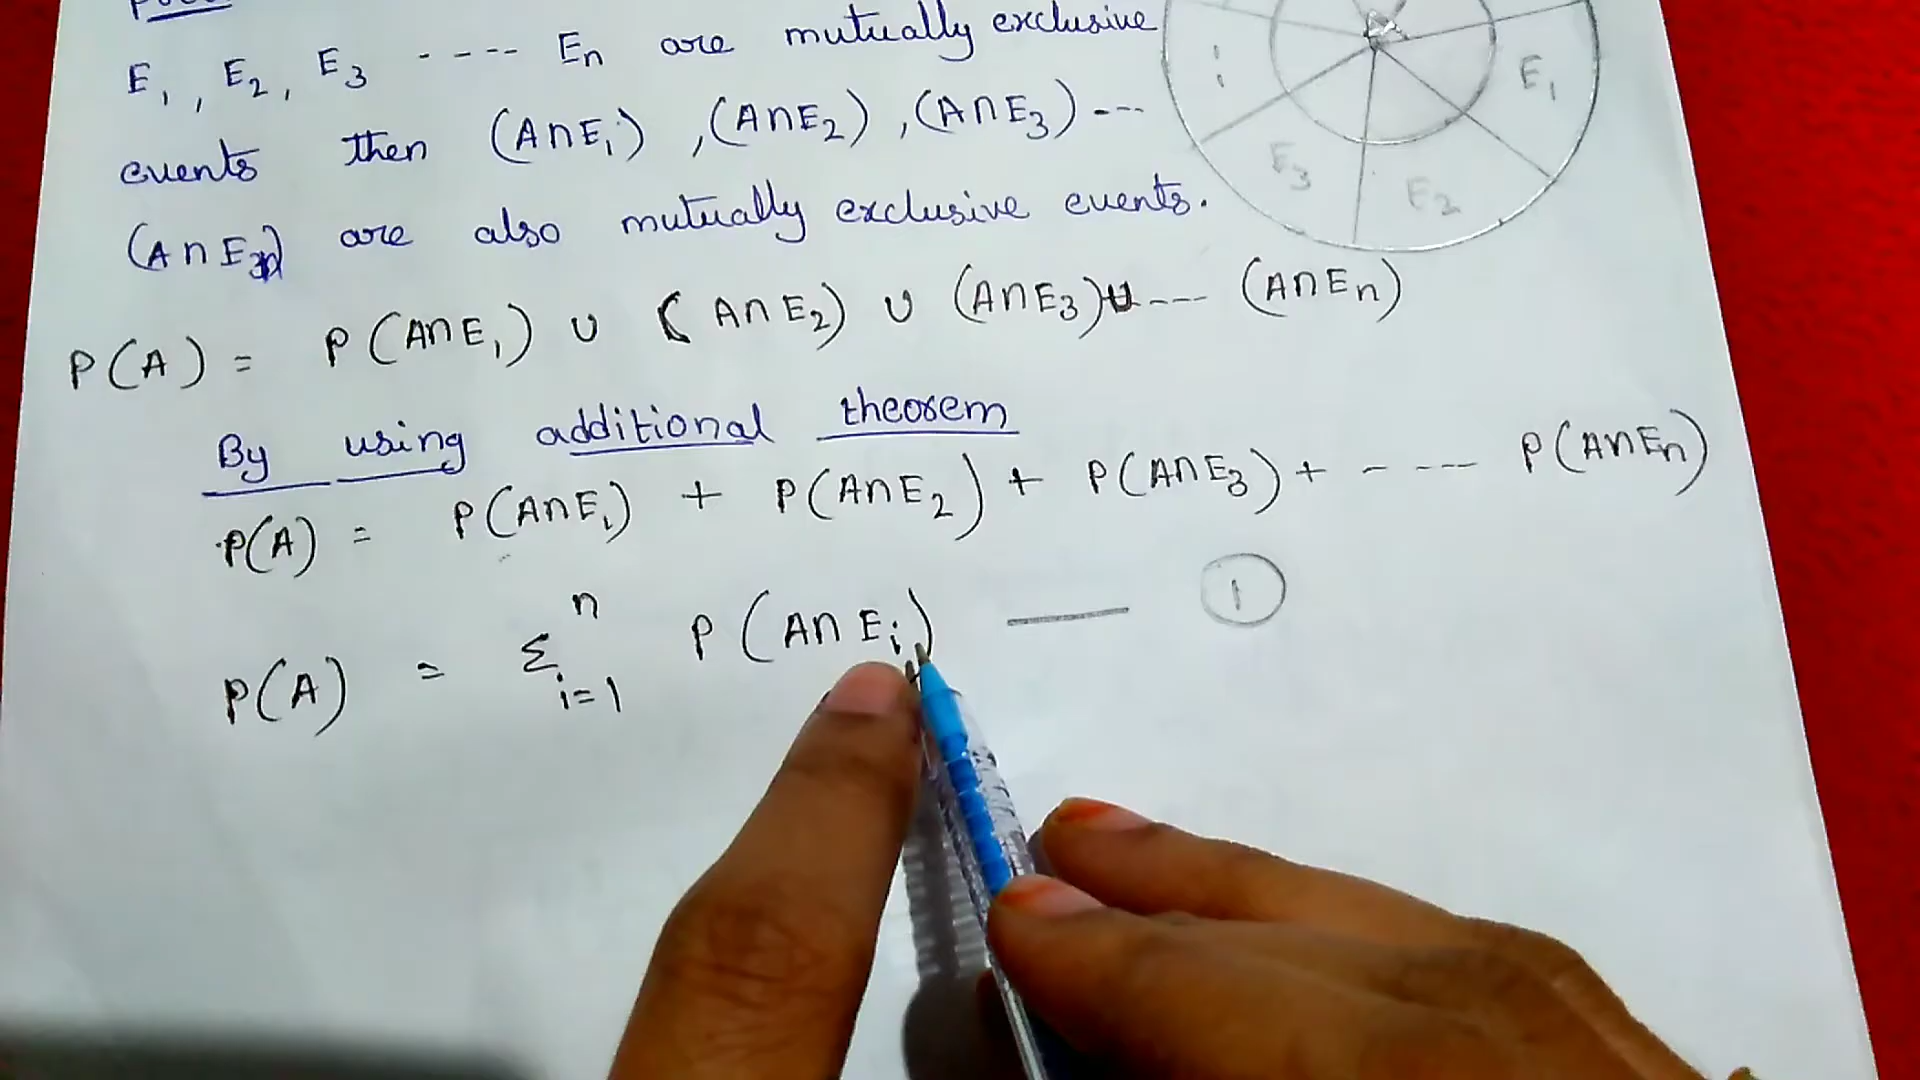 E₁, E₂, E₃ ---- Eₙ are mutually exclusive
events then (A∩E₁), (A∩E₂), (A∩E₃) ---
(A∩Eₙ) are also mutually exclusive events.
P(A) = P(A∩E₁) ∪ (A∩E₂) ∪ (A∩E₃)∪ ---- (A∩Eₙ)
By using additional theorem
P(A) = P(A∩E₁) + P(A∩E₂) + P(A∩E₃) + - --- P(A∩Eₙ)
P(A) = Σⁿᵢ₌₁ P(A∩Eᵢ) —— ①
E₁
E₃
E₂